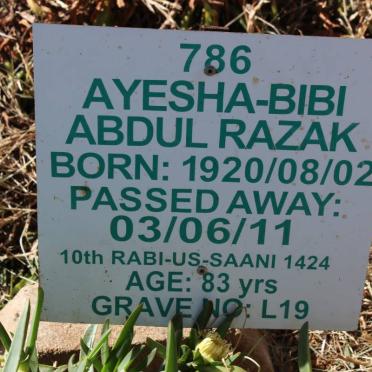 786
AYESHA-BIBI
ABDUL RAZAK
BORN: 1920/08/02
PASSED AWAY:
03/06/11
10th RABI-US-SAANI 1424
AGE: 83 yrs
GRAVE NO: L19